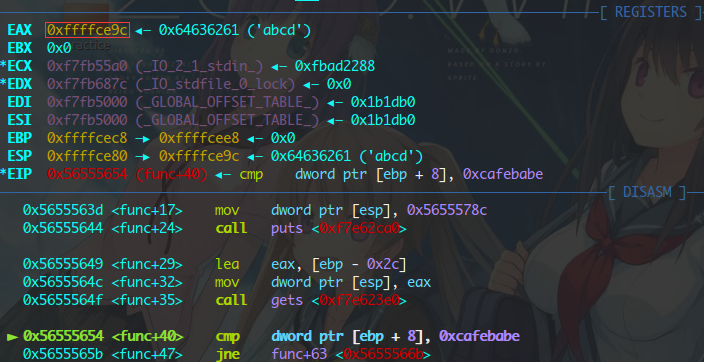 [ REGISTERS ]
EAX 0xffffce9c ◂— 0x64636261 ('abcd')
EBX 0x0
*ECX 0xf7fb55a0 (_IO_2_1_stdin_) ◂— 0xfbad2288
*EDX 0xf7fb687c (_IO_stdfile_0_lock) ◂— 0x0
EDI 0xf7fb5000 (_GLOBAL_OFFSET_TABLE_) ◂— 0x1b1db0
ESI 0xf7fb5000 (_GLOBAL_OFFSET_TABLE_) ◂— 0x1b1db0
EBP 0xffffcec8 —▸ 0xffffcee8 ◂— 0x0
ESP 0xffffce80 —▸ 0xffffce9c ◂— 0x64636261 ('abcd')
*EIP 0x56555654 (func+40) ◂— cmp dword ptr [ebp + 8], 0xcafebabe
[ DISASM ]
0x5655563d <func+17> mov dword ptr [esp], 0x5655578c
0x56555644 <func+24> call puts <0xf7e62ca0>
0x56555649 <func+29> lea eax, [ebp - 0x2c]
0x5655564c <func+32> mov dword ptr [esp], eax
0x5655564f <func+35> call gets <0xf7e623e0>
► 0x56555654 <func+40> cmp dword ptr [ebp + 8], 0xcafebabe
0x5655565b <func+47> jne func+63 <0x5655566b>